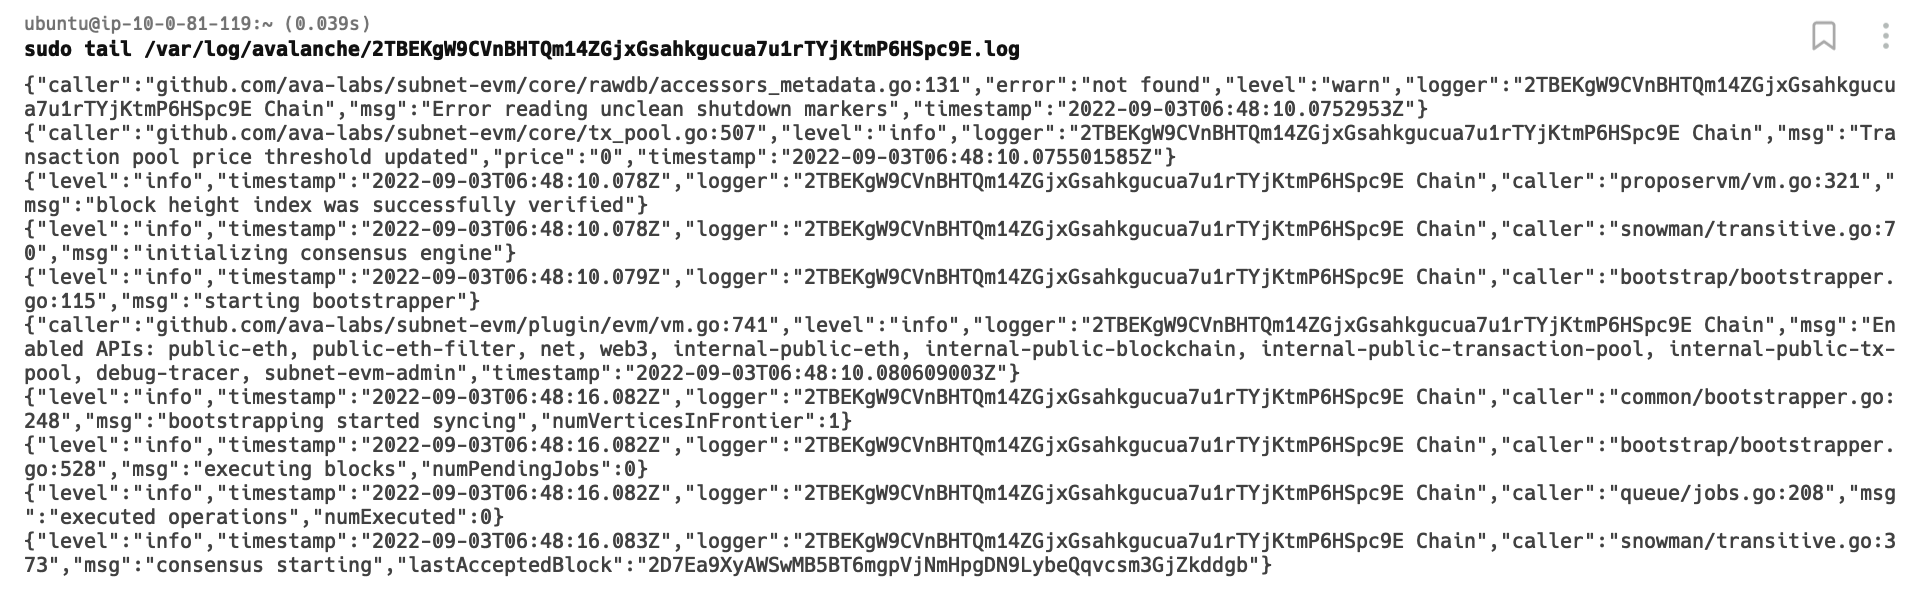 ubuntu@ip-10-0-81-119:~ (0.039s)
sudo tail /var/log/avalanche/2TBEKgW9CVnBHTQm14ZGjxGsahkgucua7u1rTYjKtmP6HSpc9E.log
{"caller":"github.com/ava-labs/subnet-evm/core/rawdb/accessors_metadata.go:131","error":"not found","level":"warn","logger":"2TBEKgW9CVnBHTQm14ZGjxGsahkgucu
a7u1rTYjKtmP6HSpc9E Chain","msg":"Error reading unclean shutdown markers","timestamp":"2022-09-03T06:48:10.0752953Z"}
{"caller":"github.com/ava-labs/subnet-evm/core/tx_pool.go:507","level":"info","logger":"2TBEKgW9CVnBHTQm14ZGjxGsahkgucua7u1rTYjKtmP6HSpc9E Chain","msg":"Tra
nsaction pool price threshold updated","price":"0","timestamp":"2022-09-03T06:48:10.075501585Z"}
{"level":"info","timestamp":"2022-09-03T06:48:10.078Z","logger":"2TBEKgW9CVnBHTQm14ZGjxGsahkgucua7u1rTYjKtmP6HSpc9E Chain","caller":"proposervm/vm.go:321","
msg":"block height index was successfully verified"}
{"level":"info","timestamp":"2022-09-03T06:48:10.078Z","logger":"2TBEKgW9CVnBHTQm14ZGjxGsahkgucua7u1rTYjKtmP6HSpc9E Chain","caller":"snowman/transitive.go:7
0","msg":"initializing consensus engine"}
{"level":"info","timestamp":"2022-09-03T06:48:10.079Z","logger":"2TBEKgW9CVnBHTQm14ZGjxGsahkgucua7u1rTYjKtmP6HSpc9E Chain","caller":"bootstrap/bootstrapper.
go:115","msg":"starting bootstrapper"}
{"caller":"github.com/ava-labs/subnet-evm/plugin/evm/vm.go:741","level":"info","logger":"2TBEKgW9CVnBHTQm14ZGjxGsahkgucua7u1rTYjKtmP6HSpc9E Chain","msg":"En
abled APIs: public-eth, public-eth-filter, net, web3, internal-public-eth, internal-public-blockchain, internal-public-transaction-pool, internal-public-tx-
pool, debug-tracer, subnet-evm-admin","timestamp":"2022-09-03T06:48:10.080609003Z"}
{"level":"info","timestamp":"2022-09-03T06:48:16.082Z","logger":"2TBEKgW9CVnBHTQm14ZGjxGsahkgucua7u1rTYjKtmP6HSpc9E Chain","caller":"common/bootstrapper.go:
248","msg":"bootstrapping started syncing","numVerticesInFrontier":1}
{"level":"info","timestamp":"2022-09-03T06:48:16.082Z","logger":"2TBEKgW9CVnBHTQm14ZGjxGsahkgucua7u1rTYjKtmP6HSpc9E Chain","caller":"bootstrap/bootstrapper.
go:528","msg":"executing blocks","numPendingJobs":0}
{"level":"info","timestamp":"2022-09-03T06:48:16.082Z","logger":"2TBEKgW9CVnBHTQm14ZGjxGsahkgucua7u1rTYjKtmP6HSpc9E Chain","caller":"queue/jobs.go:208","msg
":"executed operations","numExecuted":0}
{"level":"info","timestamp":"2022-09-03T06:48:16.083Z","logger":"2TBEKgW9CVnBHTQm14ZGjxGsahkgucua7u1rTYjKtmP6HSpc9E Chain","caller":"snowman/transitive.go:3
73","msg":"consensus starting","lastAcceptedBlock":"2D7Ea9XyAWSwMB5BT6mgpVjNmHpgDN9LybeQqvcsm3GjZkddgb"}